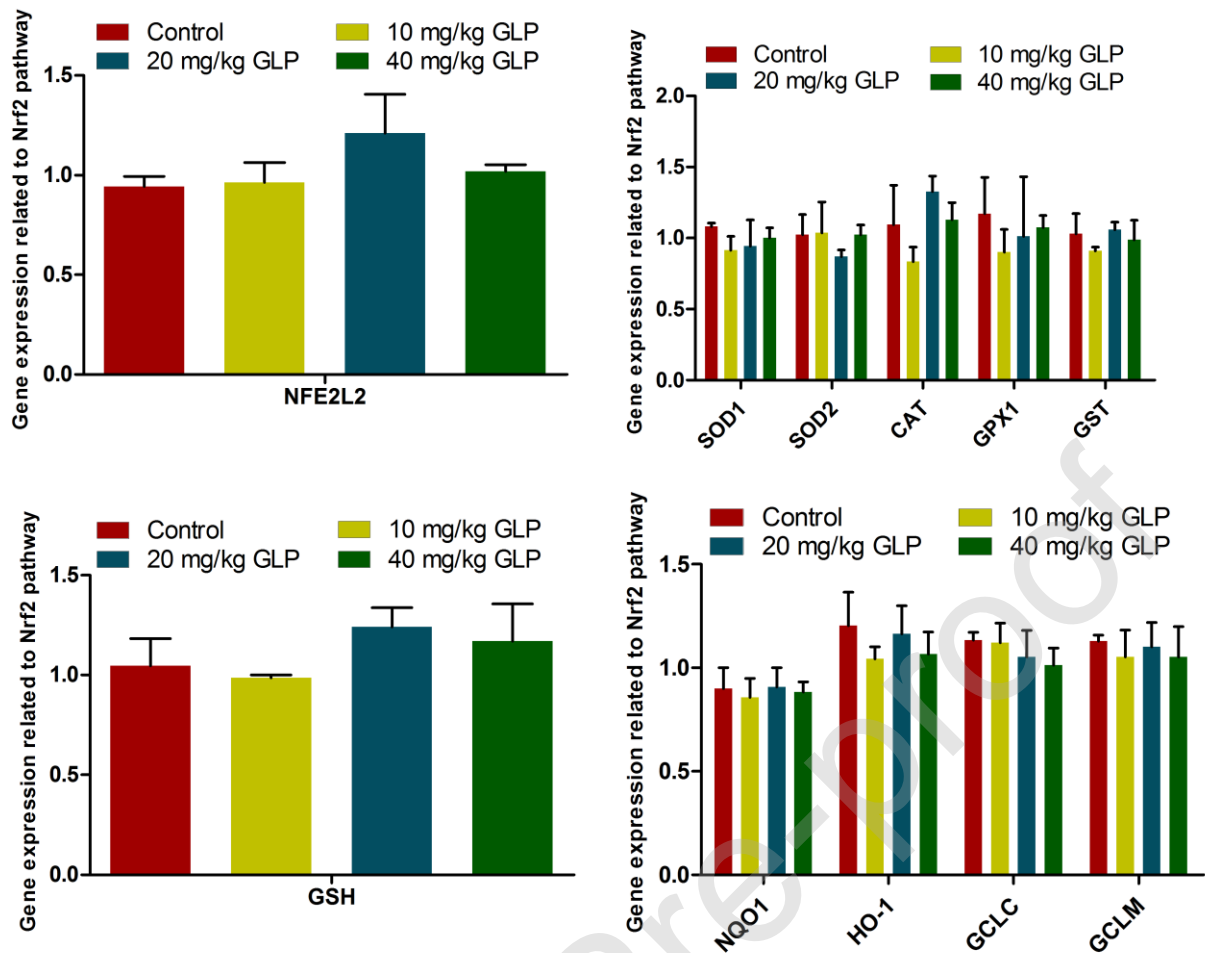 Control
10 mg/kg GLP
20 mg/kg GLP
40 mg/kg GLP
Gene expression related to Nrf2 pathway
1.5
1.0
0.5
0.0
NFE2L2
Control
10 mg/kg GLP
20 mg/kg GLP
40 mg/kg GLP
Gene expression related to Nrf2 pathway
2.0
1.5
1.0
0.5
0.0
SOD1
SOD2
CAT
GPX1
GST
Control
10 mg/kg GLP
20 mg/kg GLP
40 mg/kg GLP
Gene expression related to Nrf2 pathway
1.5
1.0
0.5
0.0
GSH
Control
10 mg/kg GLP
20 mg/kg GLP
40 mg/kg GLP
Gene expression related to Nrf2 pathway
1.5
1.0
0.5
0.0
NQO1
HO-1
GCLC
GCLM
Pre-proof